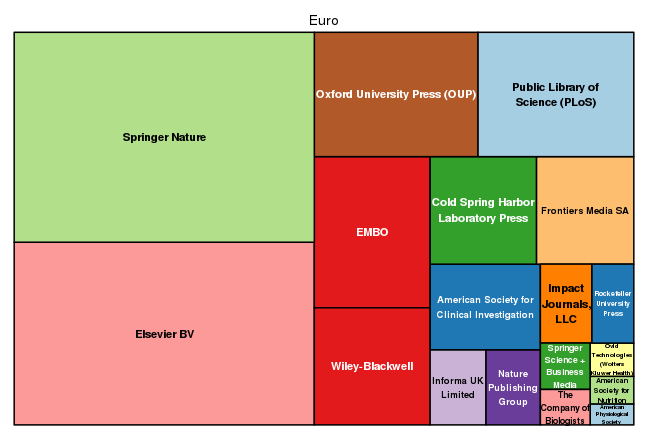 Euro
Springer Nature
Elsevier BV
Oxford University Press (OUP)
Public Library of
Science (PLoS)
EMBO
Wiley-Blackwell
Cold Spring Harbor
Laboratory Press
Frontiers Media SA
American Society for
Clinical Investigation
Impact
Journals,
LLC
Rockefeller
University
Press
Informa UK
Limited
Nature
Publishing
Group
Springer
Science +
Business
Media
The
Company of
Biologists
Ovid
Technologies
(Wolters
Kluwer Health)
American
Society for
Nutrition
American
Physiological
Society